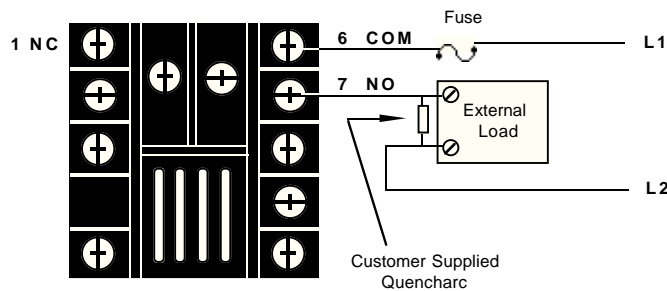 Fuse
1 NC
6 COM
L1
7 NO
External
Load
L2
Customer Supplied
Quencharc